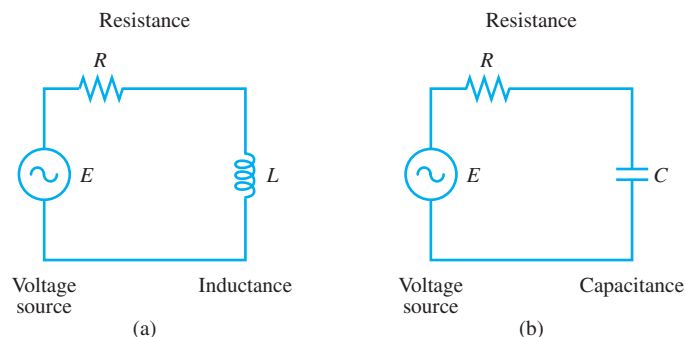 Resistance
R
E
L
Voltage
source
Inductance
(a)
Resistance
R
E
C
Voltage
source
Capacitance
(b)